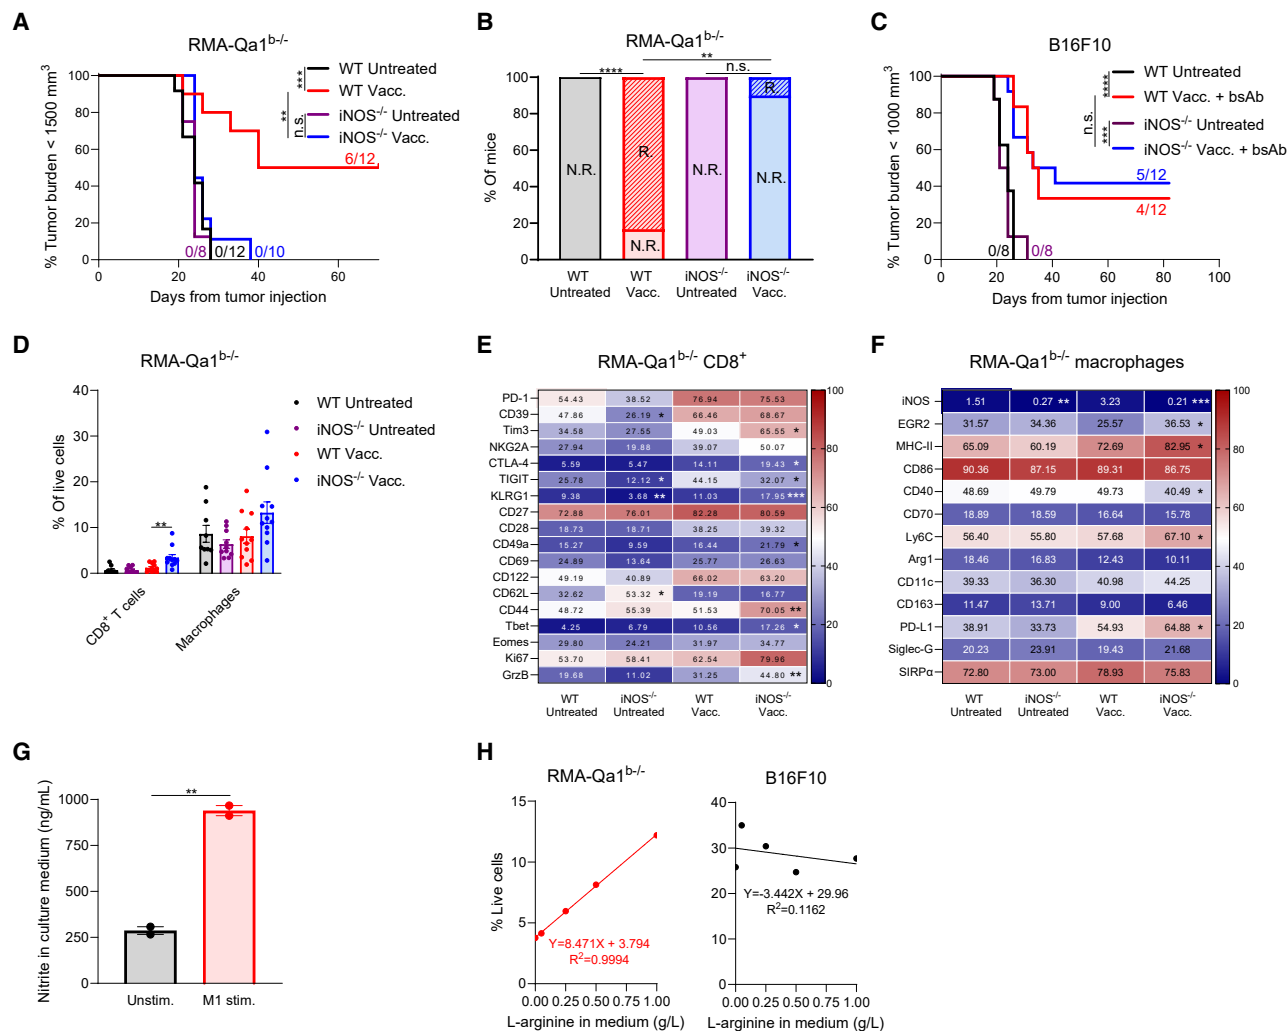 A
RMA-Qa1b-/-
% Tumor burden < 1500 mm3
100
80
60
40
20
0
0
20
40
60
Days from tumor injection
WT Untreated
WT Vacc.
iNOS-/- Untreated
iNOS-/- Vacc.
***
**
n.s.
6/12
0/8
0/12
0/10
B
RMA-Qa1b-/-
**
**** n.s.
% Of mice
100
80
60
40
20
0
N.R.
R.
N.R.
N.R.
R.
N.R.
WT Untreated
WT Vacc.
iNOS-/- Untreated
iNOS-/- Vacc.
C
B16F10
% Tumor burden < 1000 mm3
100
80
60
40
20
0
0
20
40
60
80
100
Days from tumor injection
WT Untreated
WT Vacc. + bsAb
iNOS-/- Untreated
iNOS-/- Vacc. + bsAb
****
n.s.
***
5/12
4/12
0/8
0/8
D
RMA-Qa1b-/-
% Of live cells
40
30
20
10
0
**
CD8+ T cells
Macrophages
WT Untreated
iNOS-/- Untreated
WT Vacc.
iNOS-/- Vacc.
E
RMA-Qa1b-/- CD8+
PD-1 54.43 38.52 76.94 75.53
CD39 47.86 26.19 * 66.46 68.67
Tim3 34.58 27.55 49.03 65.55 *
NKG2A 27.94 19.88 39.07 50.07
CTLA-4 5.59 5.47 14.11 19.43 *
TIGIT 25.78 12.12 * 44.15 32.07 *
KLRG1 9.38 3.68 ** 11.03 17.95 ***
CD27 72.88 76.01 82.28 80.59
CD28 18.73 18.71 38.25 39.32
CD49a 15.27 9.59 16.44 21.79 *
CD69 24.89 13.64 25.77 26.63
CD122 49.19 40.89 66.02 63.20
CD62L 32.62 53.32 * 19.19 16.77
CD44 48.72 55.39 51.53 70.05 **
Tbet 4.25 6.79 10.56 17.26 *
Eomes 29.80 24.21 31.97 34.77
Ki67 53.70 58.41 62.54 79.96
GrzB 19.68 11.02 31.25 44.80 **
WT Untreated
iNOS-/- Untreated
WT Vacc.
iNOS-/- Vacc.
100
80
60
40
20
0
F
RMA-Qa1b-/- macrophages
iNOS 1.51 0.27 ** 3.23 0.21 ***
EGR2 31.57 34.36 25.57 36.53 *
MHC-II 65.09 60.19 72.69 82.95 *
CD86 90.36 87.15 89.31 86.75
CD40 48.69 49.79 49.73 40.49 *
CD70 18.89 18.59 16.64 15.78
Ly6C 56.40 55.80 57.68 67.10 *
Arg1 18.46 16.83 12.43 10.11
CD11c 39.33 36.30 40.98 44.25
CD163 11.47 13.71 9.00 6.46
PD-L1 38.91 33.73 54.93 64.88 *
Siglec-G 20.23 23.91 19.43 21.68
SIRPα 72.80 73.00 78.93 75.83
WT Untreated
iNOS-/- Untreated
WT Vacc.
iNOS-/- Vacc.
100
80
60
40
20
0
G
Nitrite in culture medium (ng/mL)
1000
750
500
250
0
**
Unstim.
M1 stim.
H
RMA-Qa1b-/-
% Live cells
15
10
5
0
Y=8.471X + 3.794
R2=0.9994
0.00 0.25 0.50 0.75 1.00
L-arginine in medium (g/L)
B16F10
40
30
20
10
0
Y=-3.442X + 29.96
R2=0.1162
0.00 0.25 0.50 0.75 1.00
L-arginine in medium (g/L)